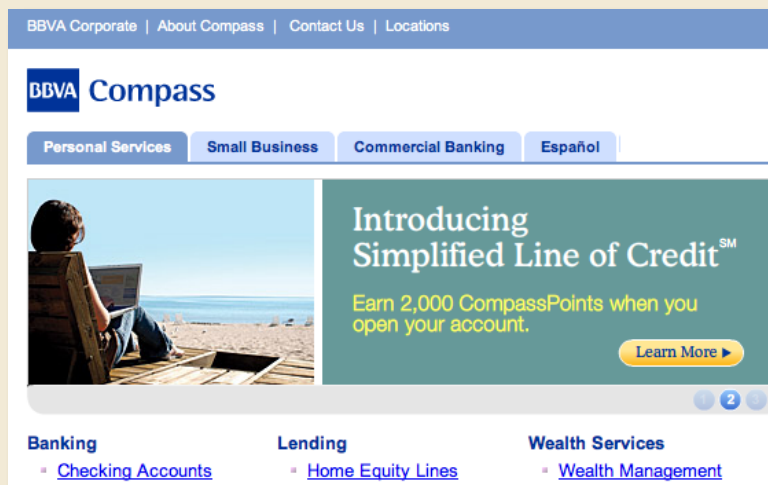 BBVA Corporate | About Compass | Contact Us | Locations
BBVA Compass
Personal Services Small Business Commercial Banking Español
Introducing
Simplified Line of Credit℠
Earn 2,000 CompassPoints when you
open your account.
Learn More ▶
1 2 3
Banking Lending Wealth Services
Checking Accounts Home Equity Lines Wealth Management